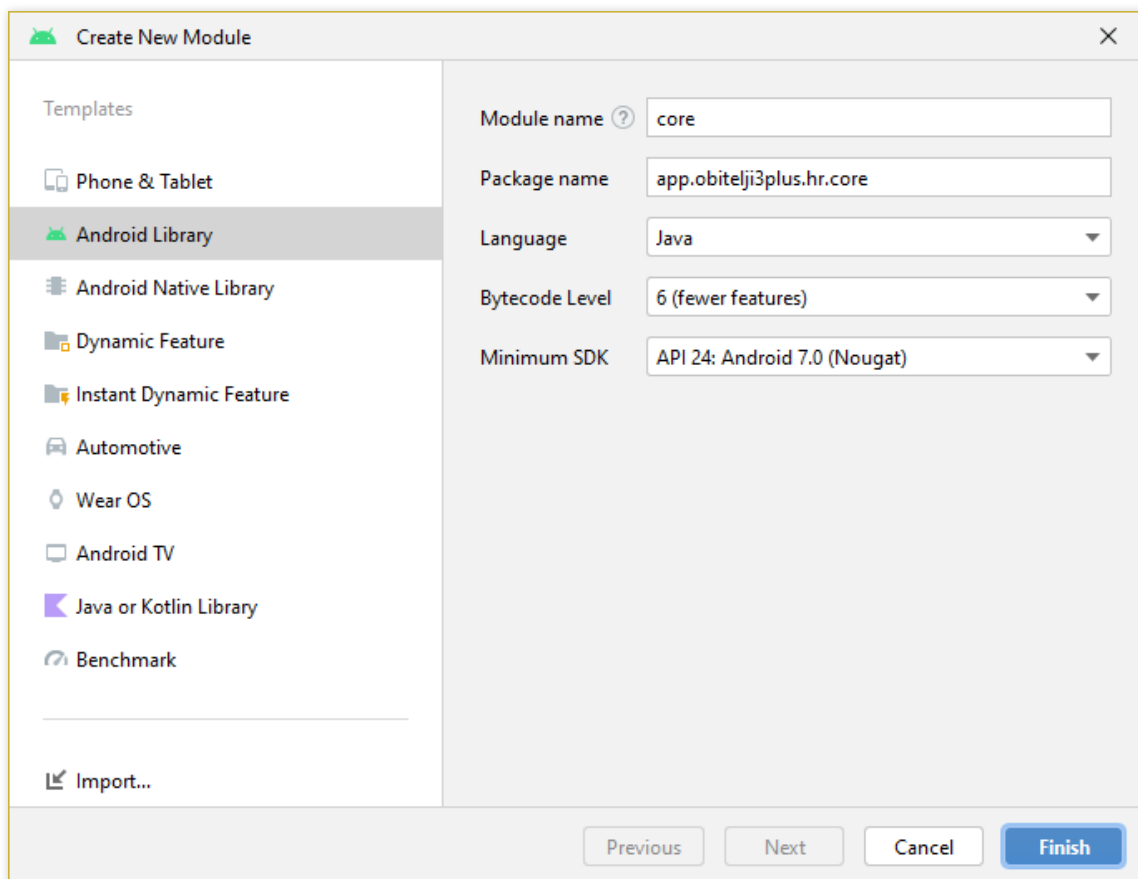 Create New Module
Templates
Phone & Tablet
Android Library
Android Native Library
Dynamic Feature
Instant Dynamic Feature
Automotive
Wear OS
Android TV
Java or Kotlin Library
Benchmark
Import...
Module name ? core
Package name app.obitelji3plus.hr.core
Language Java
Bytecode Level 6 (fewer features)
Minimum SDK API 24: Android 7.0 (Nougat)
Previous Next Cancel Finish